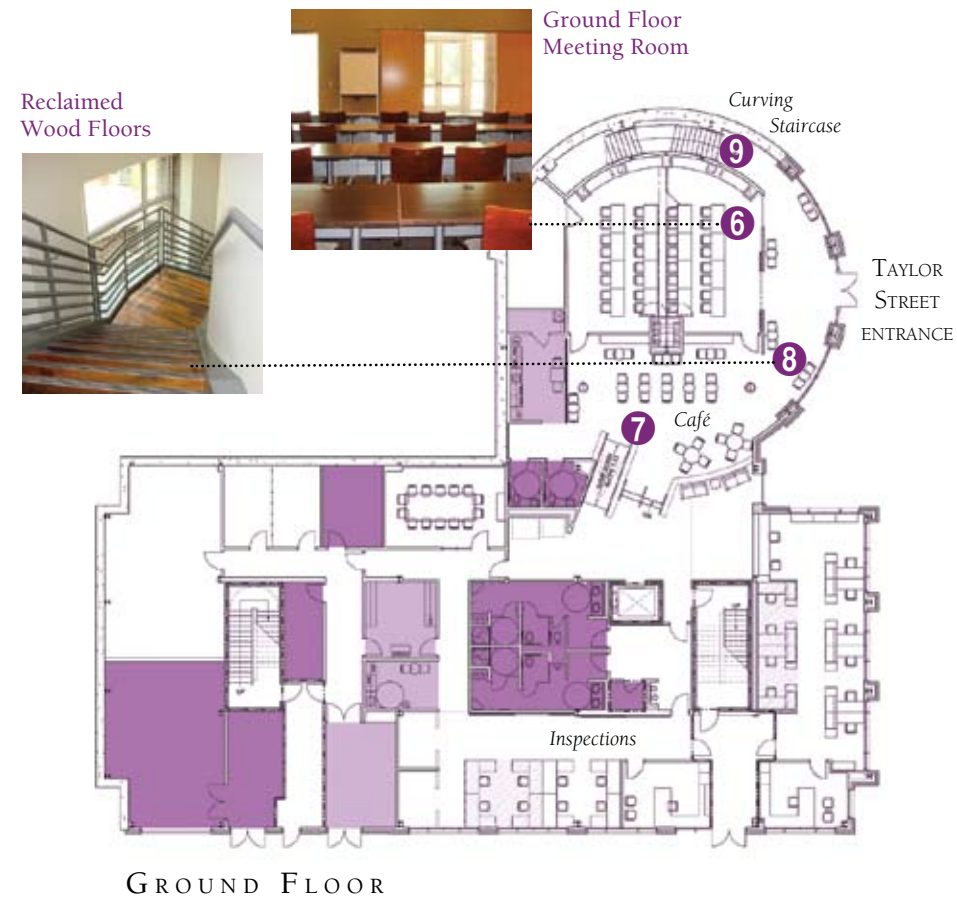 Ground Floor
Meeting Room
Reclaimed
Wood Floors
Curving
Staircase
9
6
TAYLOR
STREET
ENTRANCE
8
7
Café
Inspections
GROUND FLOOR